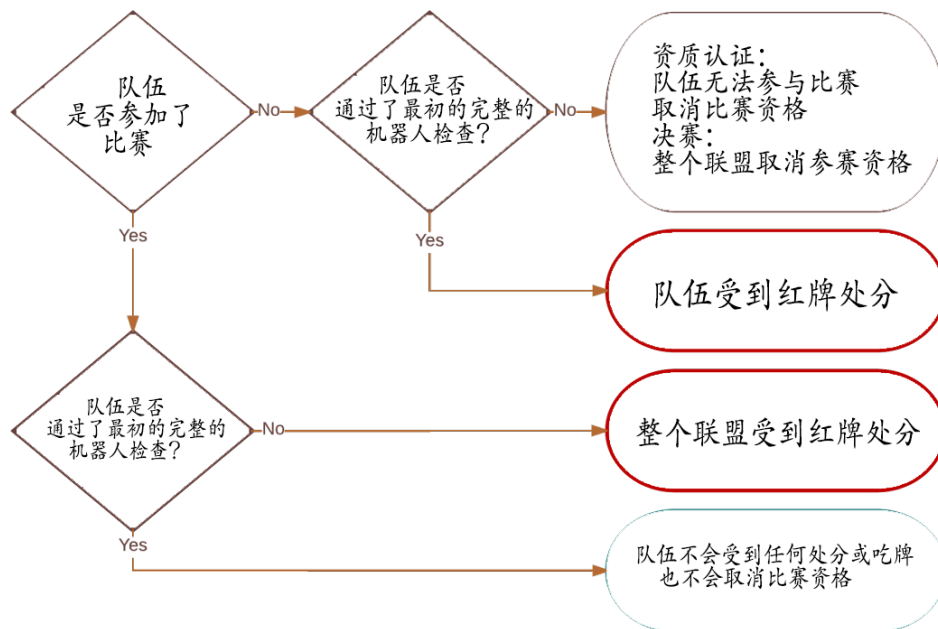 队伍
是否参加了
比赛
No
队伍是否
通过了最初的完整的
机器人检查?
No
资质认证:
队伍无法参与比赛
取消比赛资格
决赛:
整个联盟取消参赛资格
Yes
Yes
队伍受到红牌处分
队伍是否
通过了最初的完整的
机器人检查?
No
整个联盟受到红牌处分
Yes
队伍不会受到任何处分或吃牌
也不会取消比赛资格